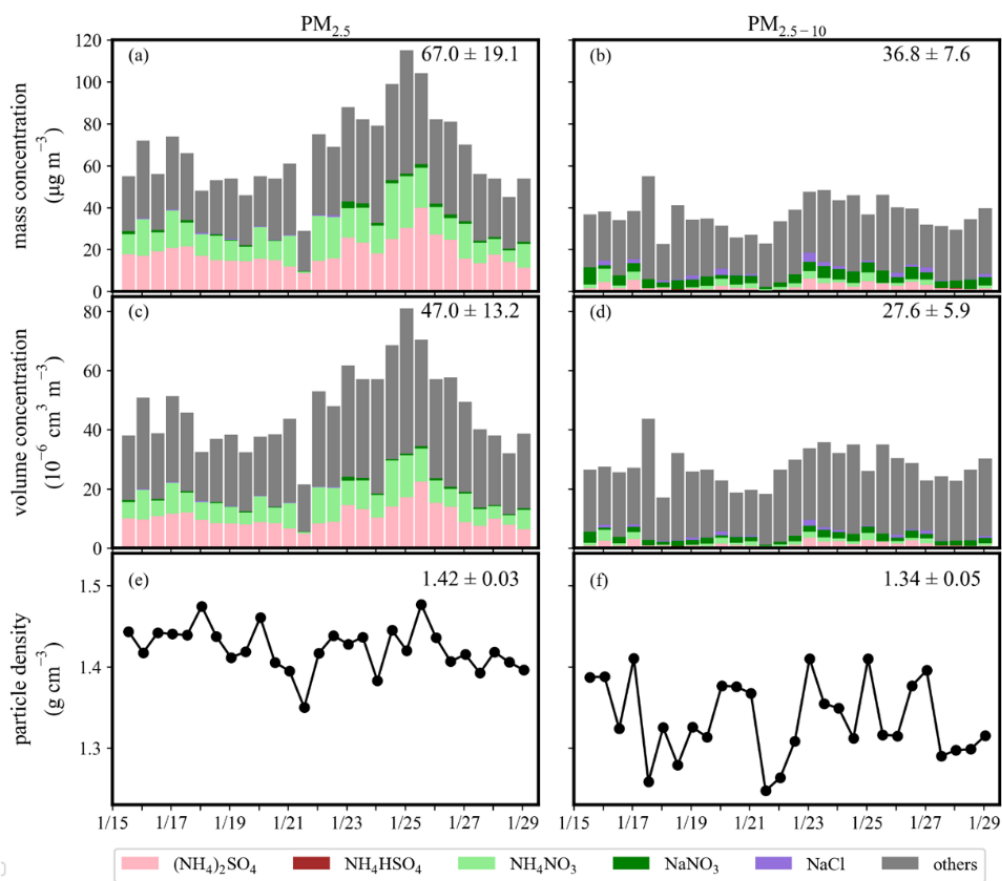 PM2.5 PM2.5−10
(a) 67.0 ± 19.1
(b) 36.8 ± 7.6
mass concentration
(μg m−3)
120
100
80
60
40
20
0
(c) 47.0 ± 13.2
(d) 27.6 ± 5.9
volume concentration
(10−6 cm3 m−3)
80
60
40
20
0
(e) 1.42 ± 0.03
(f) 1.34 ± 0.05
particle density
(g cm−3)
1.5
1.4
1.3
1/15 1/17 1/19 1/21 1/23 1/25 1/27 1/29
1/15 1/17 1/19 1/21 1/23 1/25 1/27 1/29
(NH4)2SO4 NH4HSO4 NH4NO3 NaNO3 NaCl others